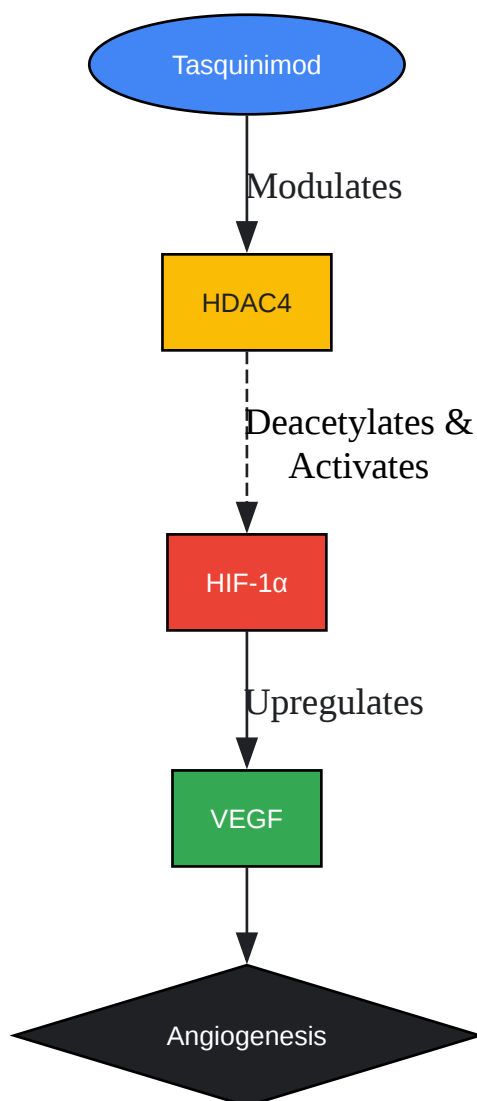 Tasquinimod
Modulates
HDAC4
Deacetylates &
Activates
HIF-1α
Upregulates
VEGF
Angiogenesis